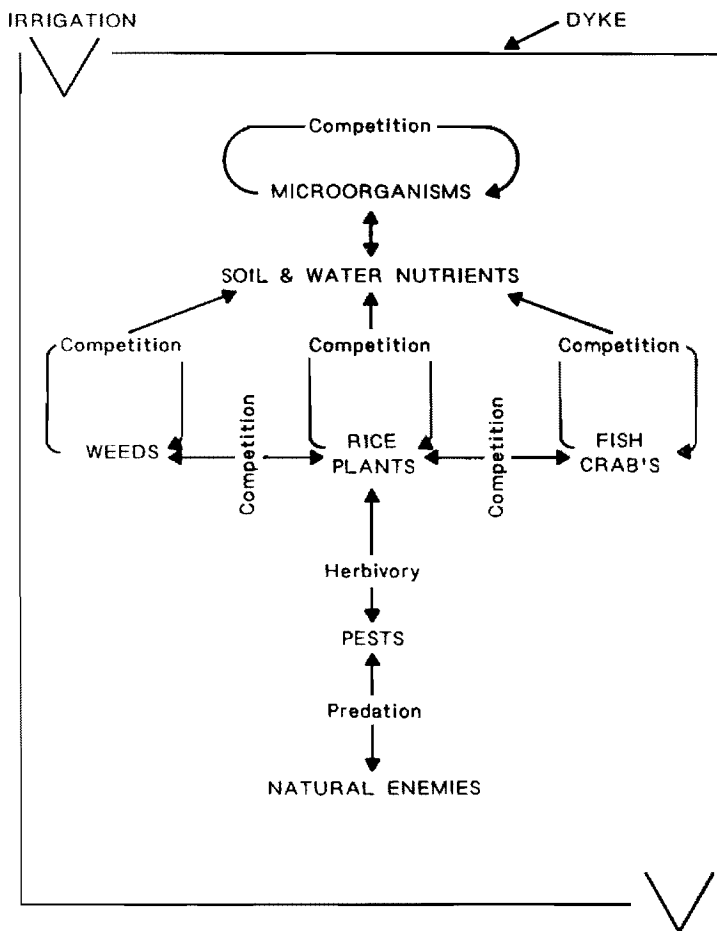 IRRIGATION
DYKE
Competition
MICROORGANISMS
SOIL & WATER NUTRIENTS
Competition
Competition
Competition
WEEDS
Competition
RICE
PLANTS
Competition
FISH
CRAB'S
Herbivory
PESTS
Predation
NATURAL ENEMIES